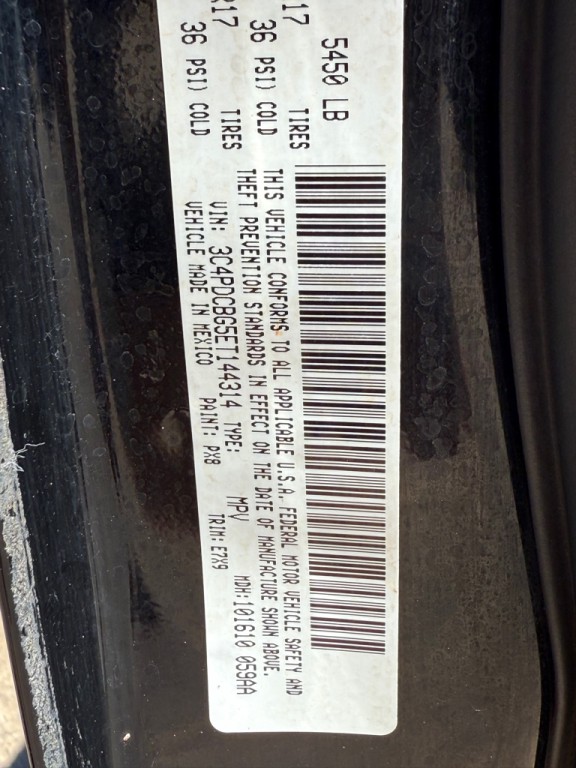 5450 LB
17 TIRES
36 PSI) COLD
R17 TIRES
36 PSI) COLD
THIS VEHICLE CONFORMS TO ALL APPLICABLE U.S.A. FEDERAL MOTOR VEHICLE SAFETY AND
THEFT PREVENTION STANDARDS IN EFFECT ON THE DATE OF MANUFACTURE SHOWN ABOVE.
VIN: 3C4PDCBG5ET144314 TYPE: MPV MDH:101610 059AA
VEHICLE MADE IN MEXICO PAINT: PX8 TRIM: E7X9